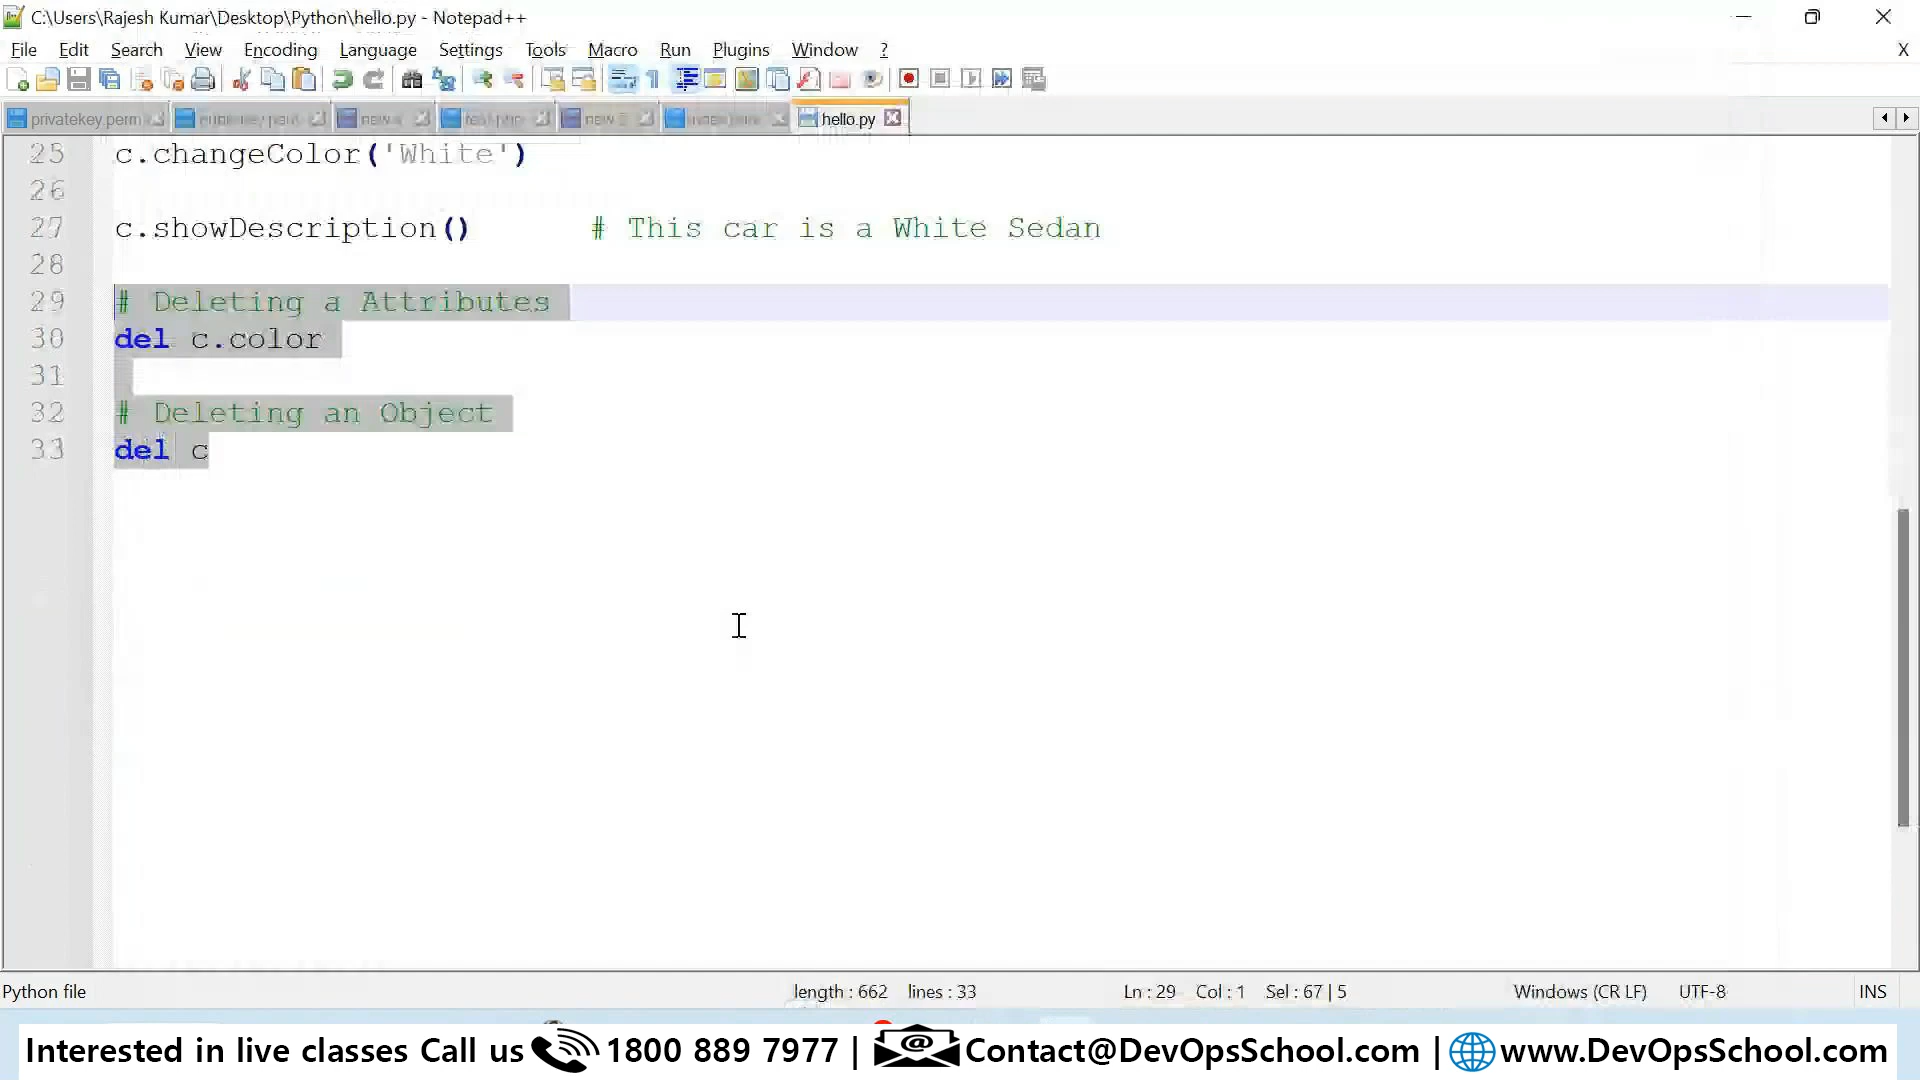 C:\Users\Rajesh Kumar\Desktop\Python\hello.py - Notepad++
File Edit Search View Encoding Language Settings Tools Macro Run Plugins Window ? X
privatekey.perm hello.py
25 c.changeColor('White')
26
27 c.showDescription() # This car is a White Sedan
28
29 # Deleting a Attributes
30 del c.color
31
32 # Deleting an Object
33 del c
Python file length : 662 lines : 33 Ln : 29 Col : 1 Sel : 67 | 5 Windows (CR LF) UTF-8 INS
Interested in live classes Call us 1800 889 7977 | Contact@DevOpsSchool.com | www.DevOpsSchool.com